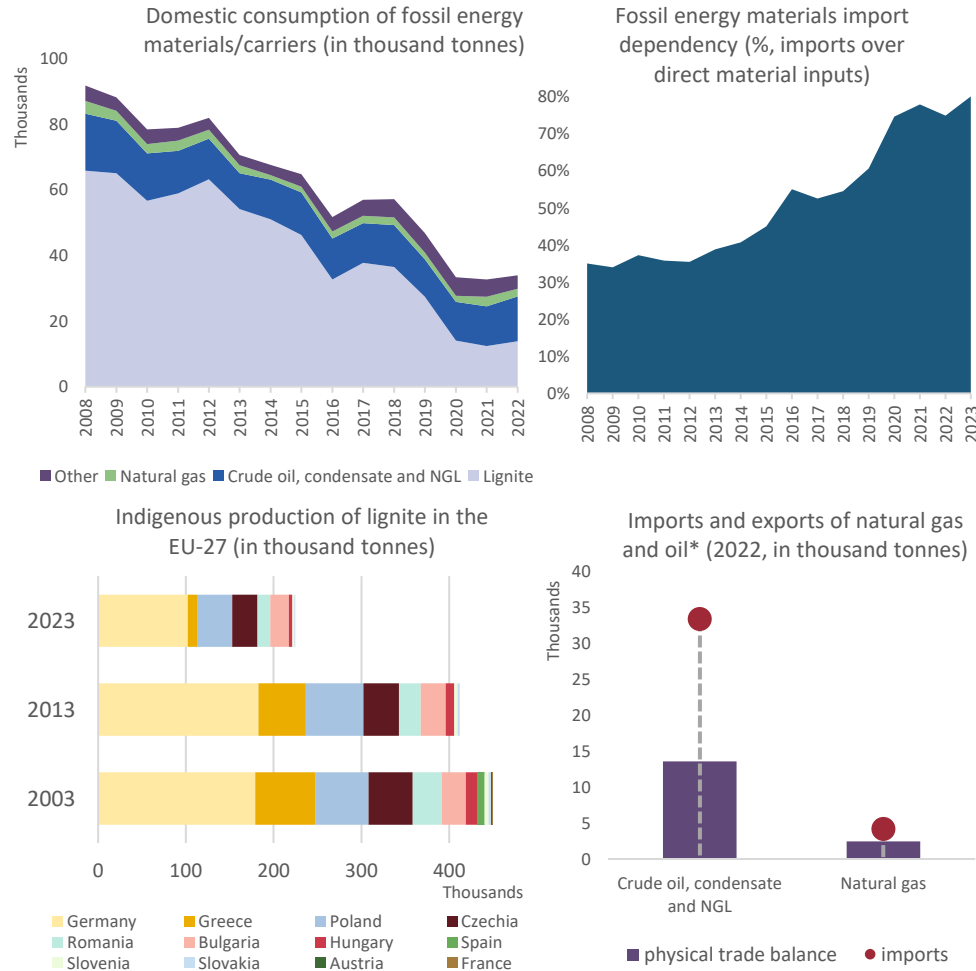 Domestic consumption of fossil energy
materials/carriers (in thousand tonnes)
Thousands
100
80
60
40
20
0
2008
2009
2010
2011
2012
2013
2014
2015
2016
2017
2018
2019
2020
2021
2022
Other Natural gas Crude oil, condensate and NGL Lignite
Fossil energy materials import
dependency (%, imports over
direct material inputs)
80%
70%
60%
50%
40%
30%
20%
10%
0%
2008
2009
2010
2011
2012
2013
2014
2015
2016
2017
2018
2019
2020
2021
2022
2023
Indigenous production of lignite in the
EU-27 (in thousand tonnes)
2023
2013
2003
0 100 200 300 400
Thousands
Germany Greece Poland Czechia
Romania Bulgaria Hungary Spain
Slovenia Slovakia Austria France
Imports and exports of natural gas
and oil* (2022, in thousand tonnes)
Thousands
40
35
30
25
20
15
10
5
0
Crude oil, condensate Natural gas
and NGL
physical trade balance imports